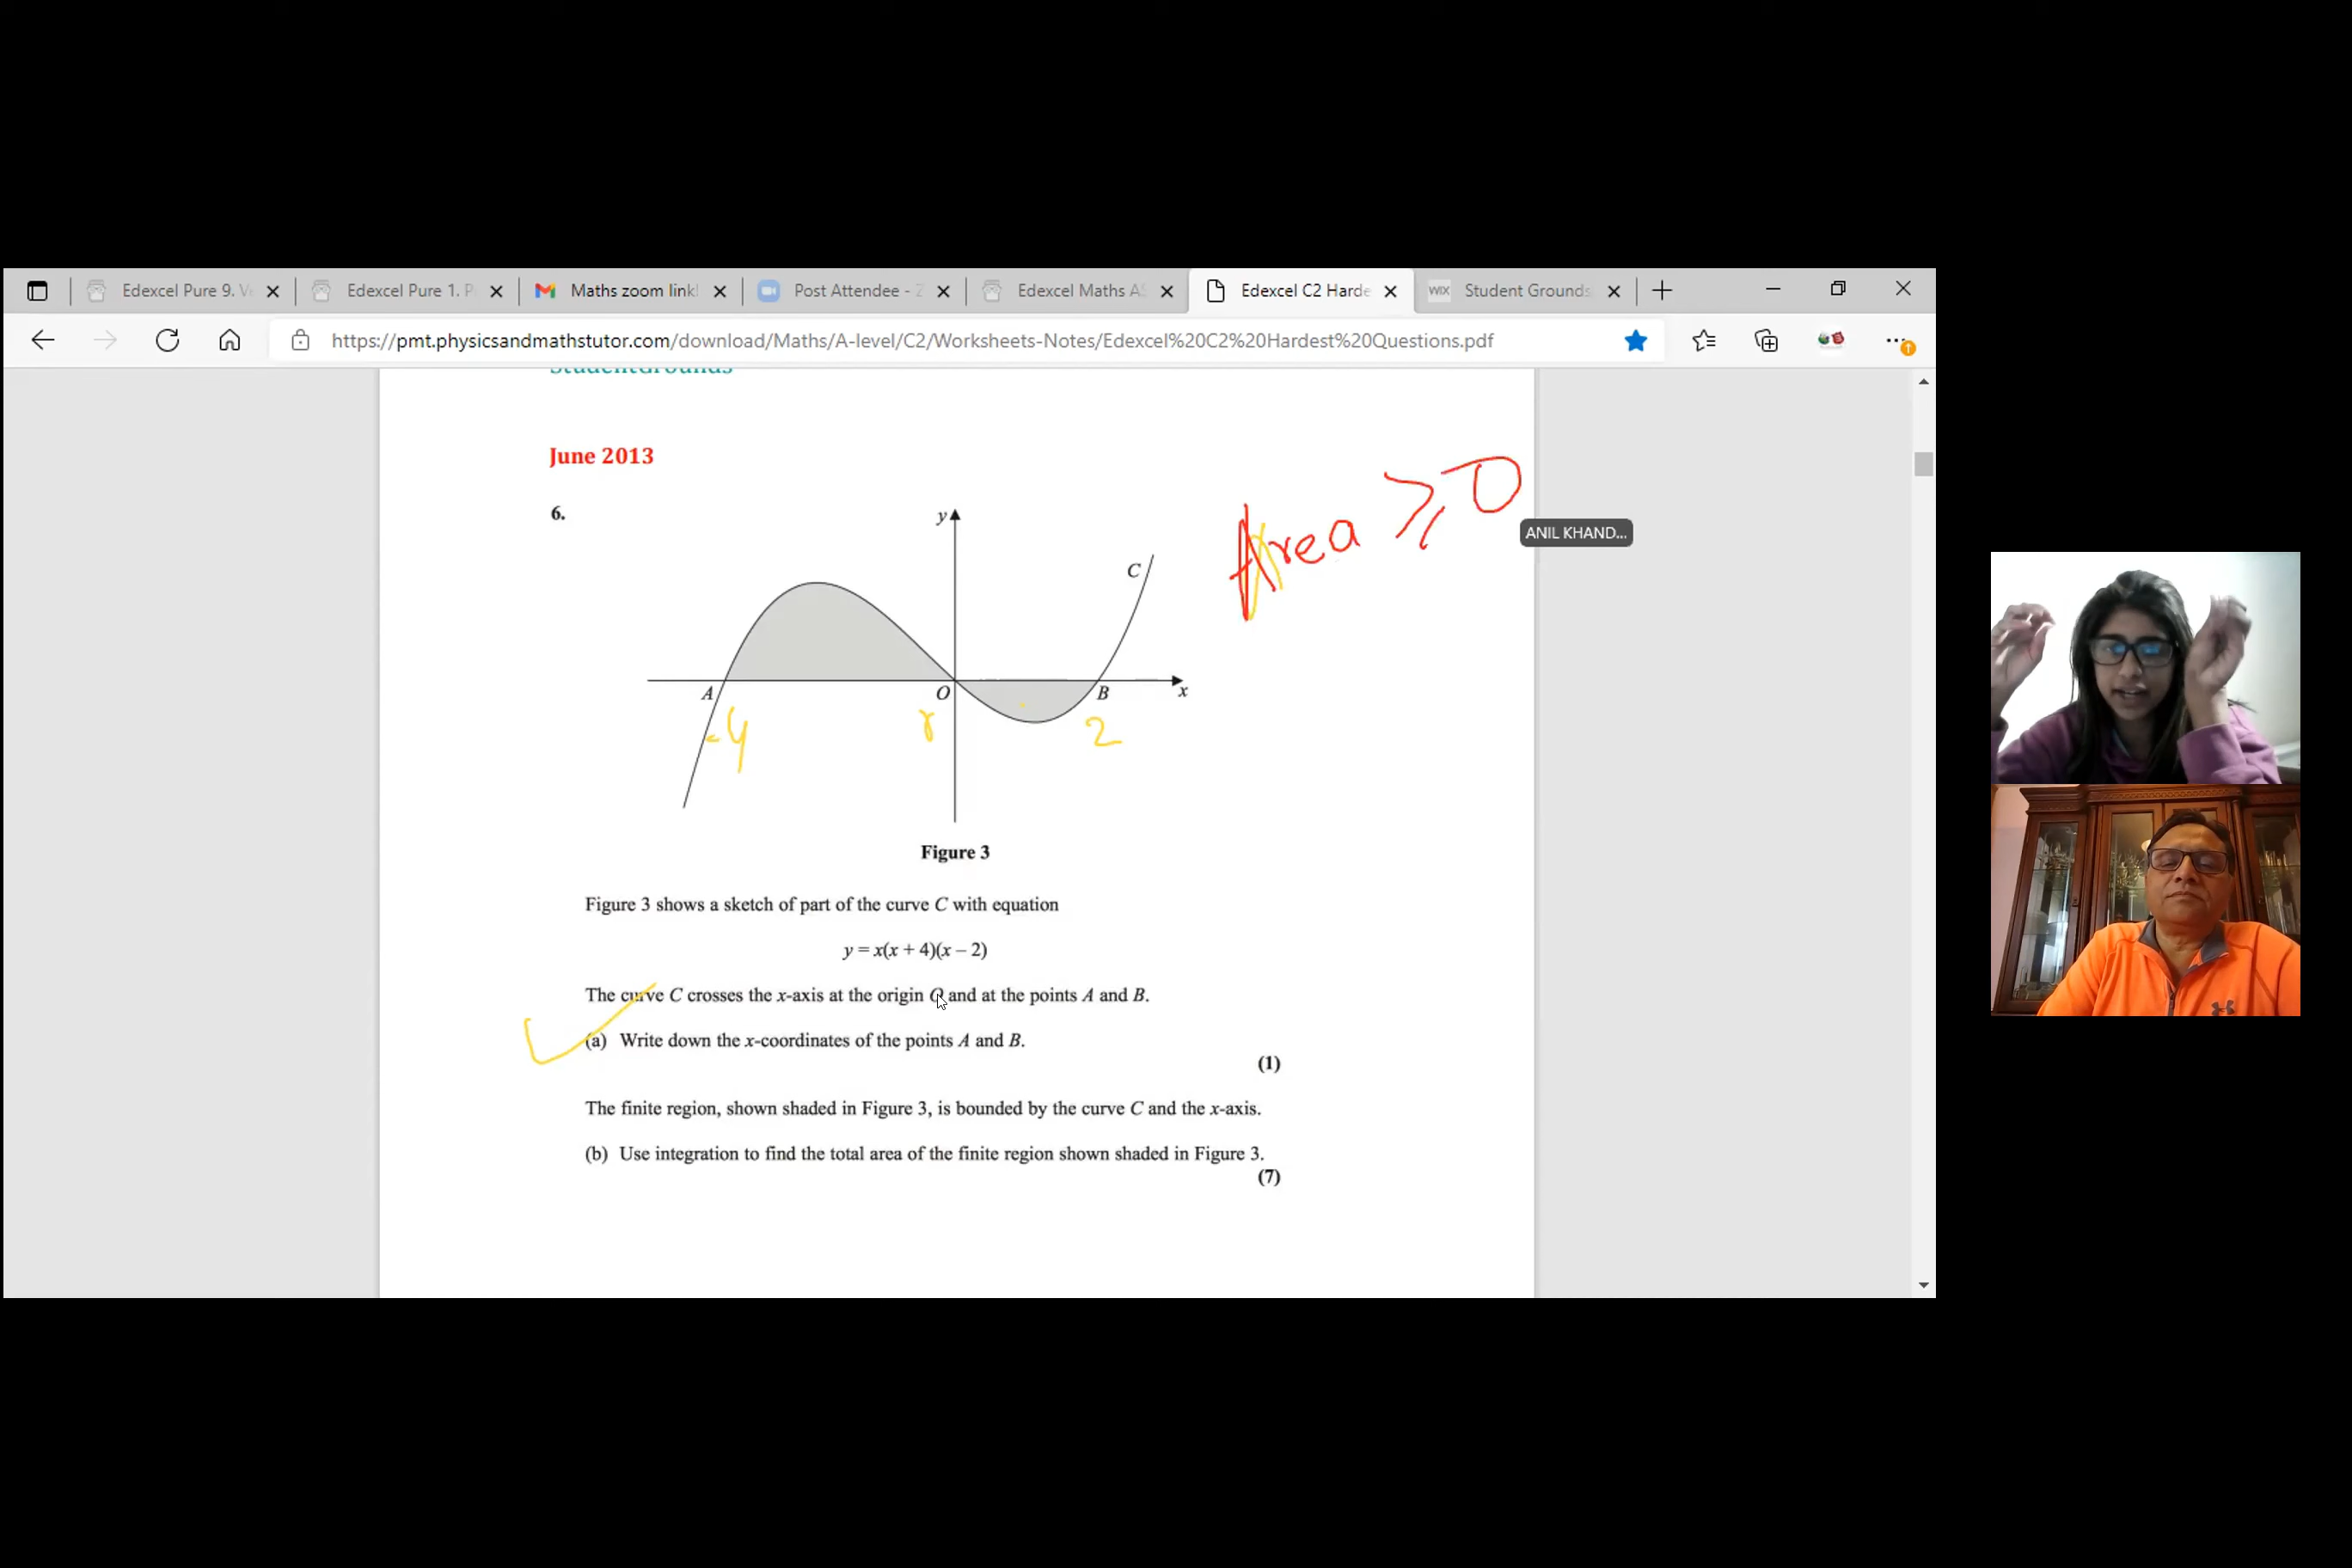 Edexcel Pure 9. V
Edexcel Pure 1. P
Maths zoom link
Post Attendee - Z
Edexcel Maths A
Edexcel C2 Harde
WIX
Student Grounds
https://pmt.physicsandmathstutor.com/download/Maths/A-level/C2/Worksheets-Notes/Edexcel%20C2%20Hardest%20Questions.pdf
StudentGrounds
June 2013
6.
y
C
Area ⩾ 0
ANIL KHAND...
A
O
B
x
-4
2
Figure 3
Figure 3 shows a sketch of part of the curve C with equation
y = x(x + 4)(x – 2)
The curve C crosses the x-axis at the origin O and at the points A and B.
(a) Write down the x-coordinates of the points A and B.
(1)
The finite region, shown shaded in Figure 3, is bounded by the curve C and the x-axis.
(b) Use integration to find the total area of the finite region shown shaded in Figure 3.
(7)